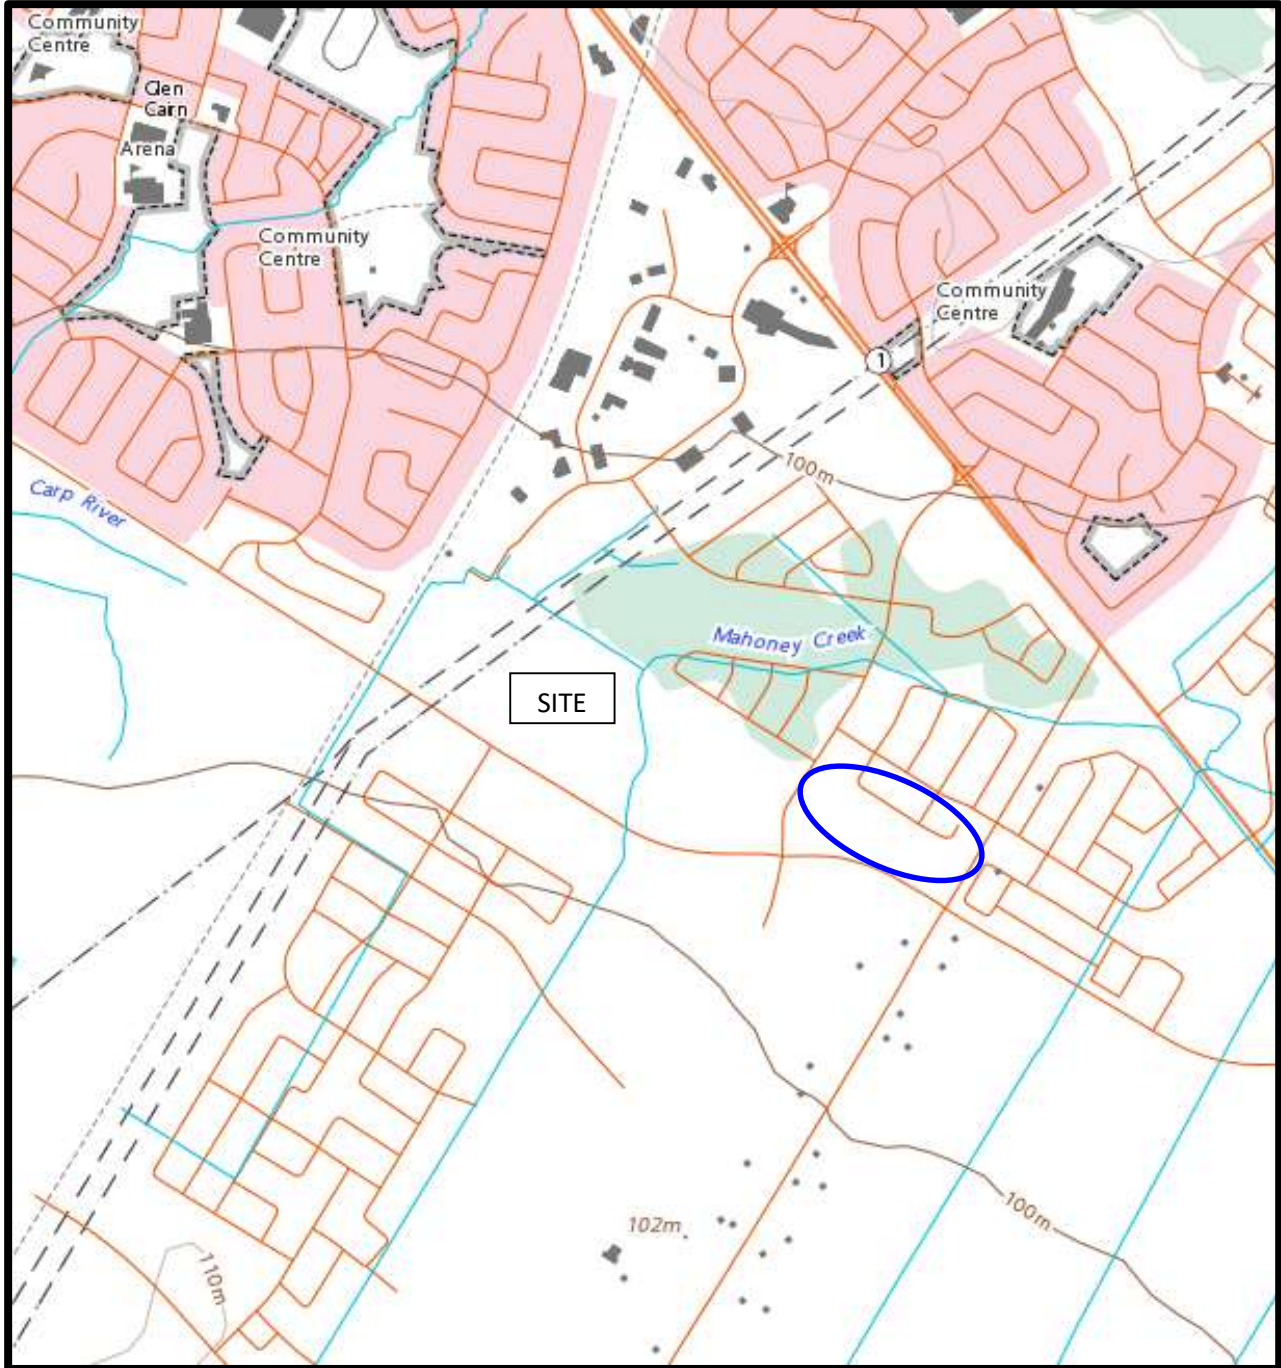 Community
Centre
Glen
Cairn
Arena
Community
Centre
Community
Centre
1
100m
Carp River
Mahoney Creek
SITE
100m
102m
110m